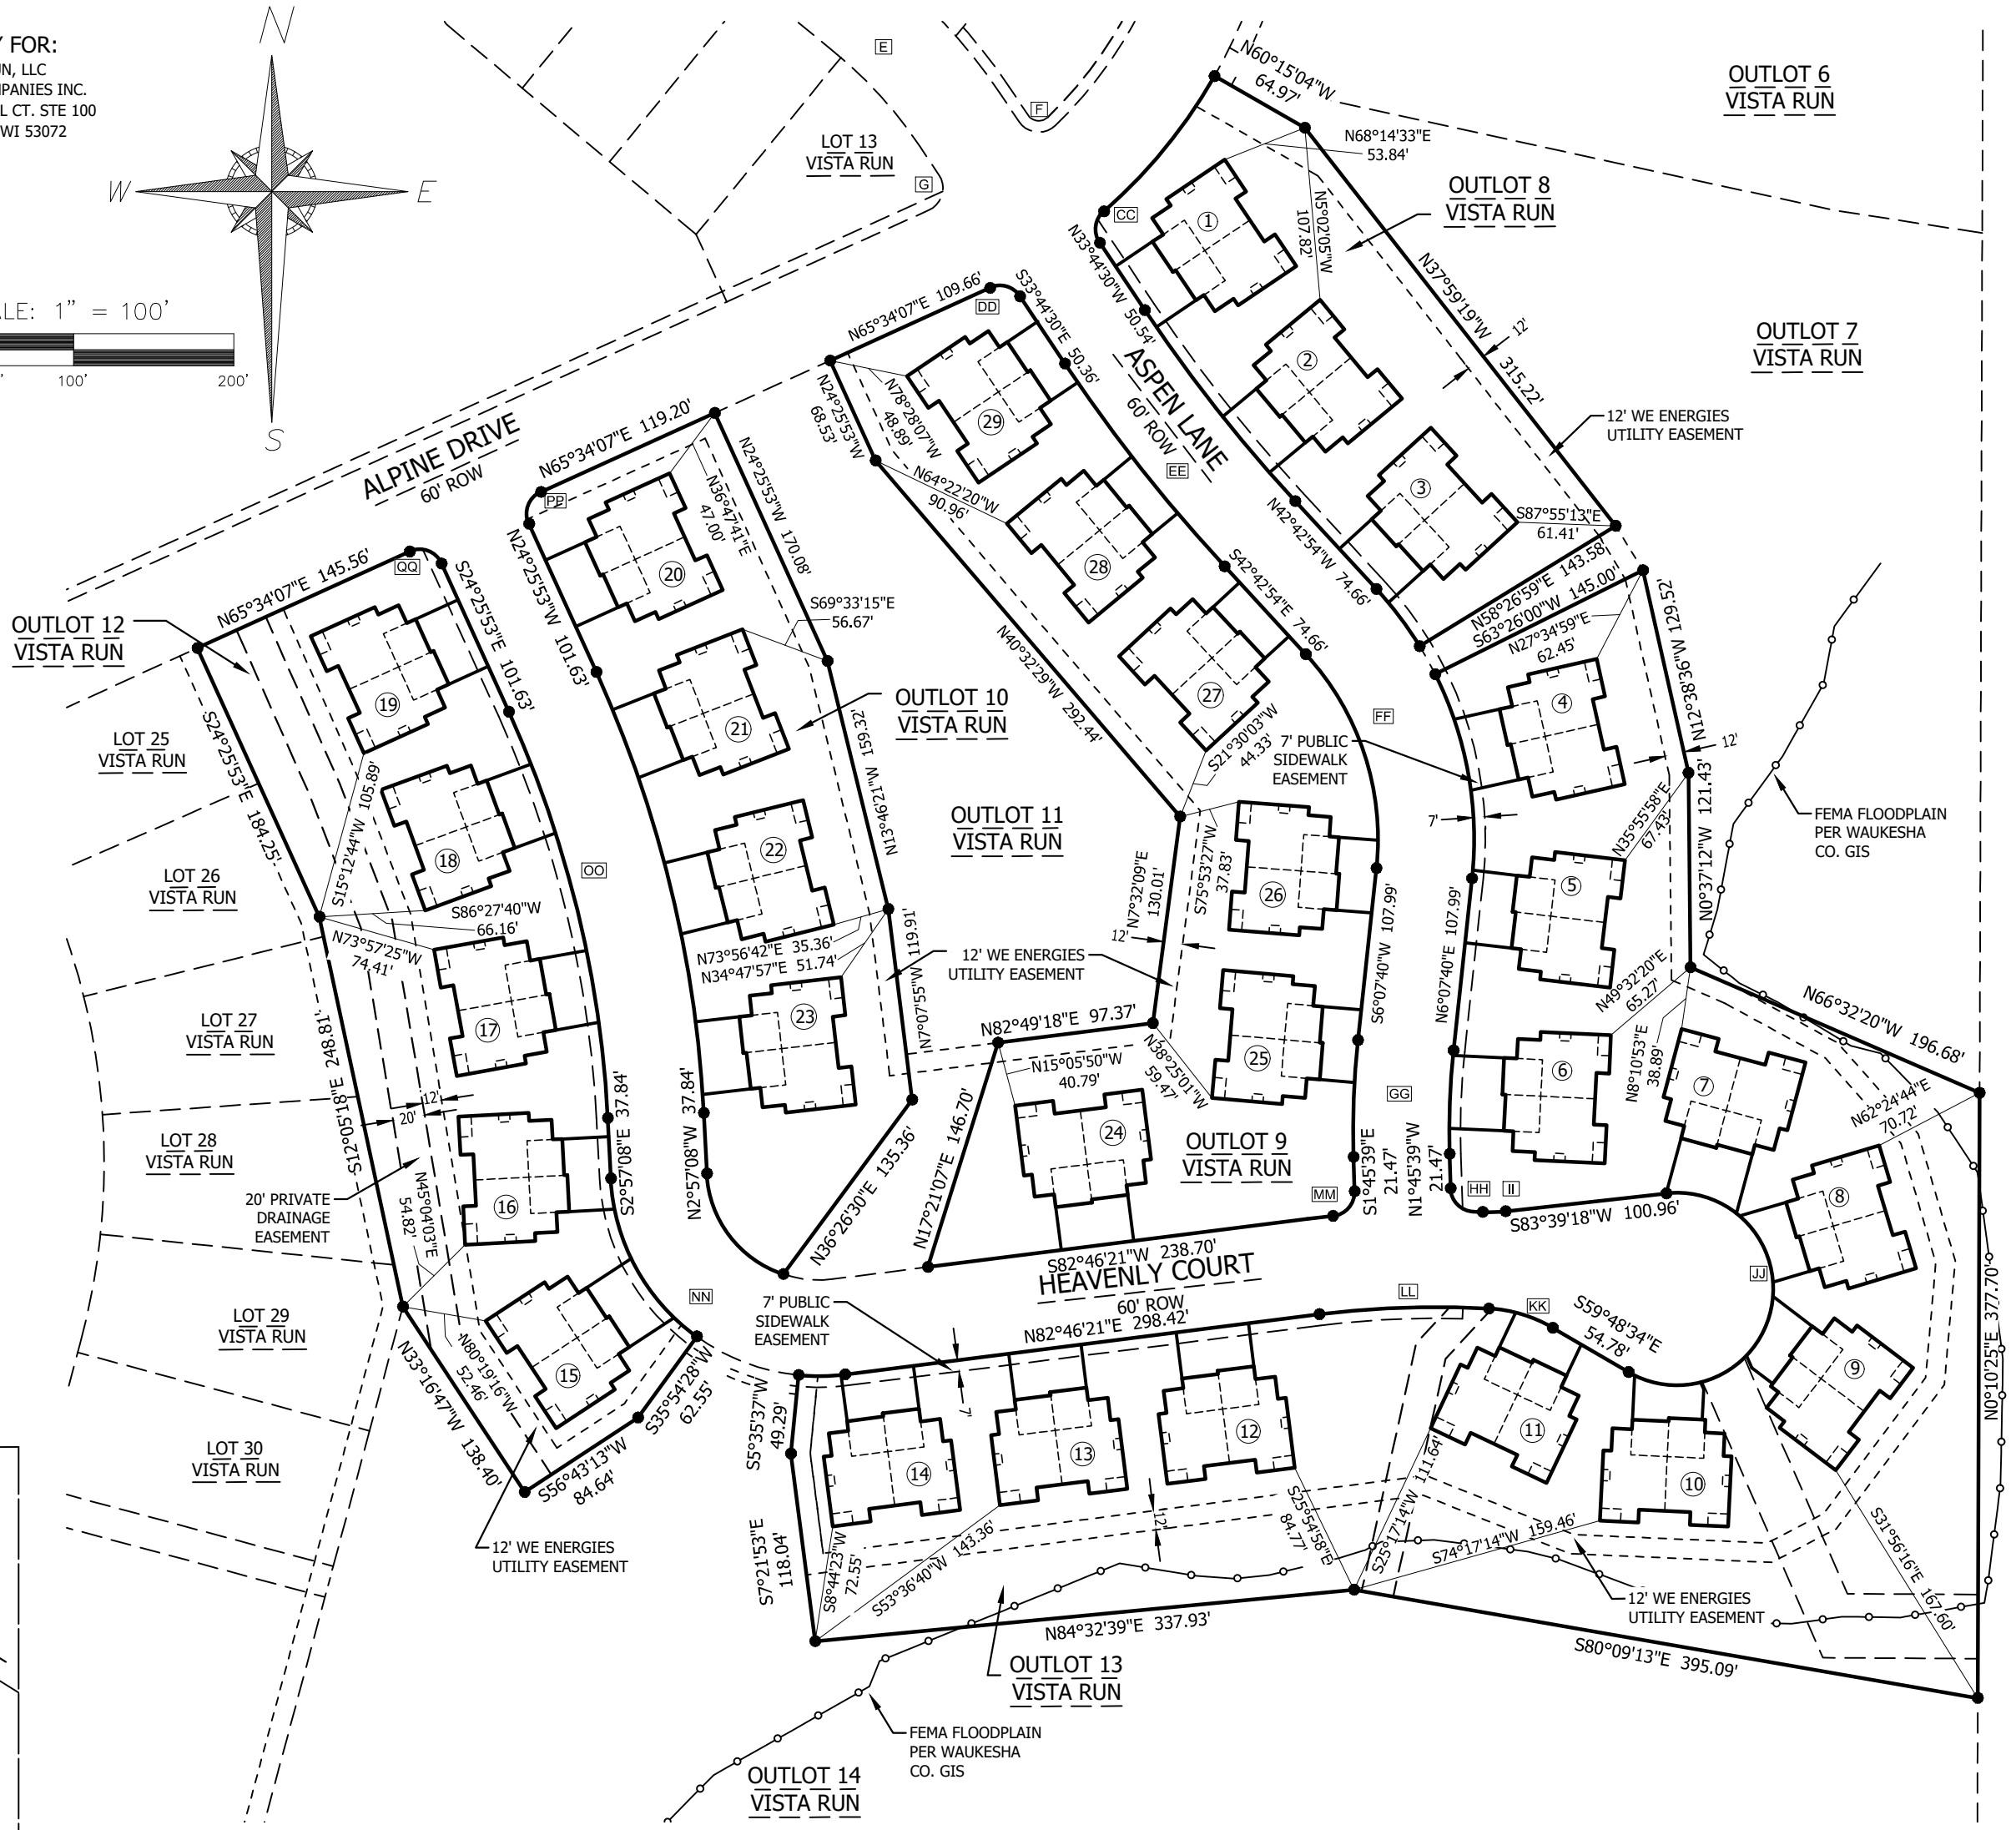 Y FOR:
UN, LLC
MPANIES INC.
L CT. STE 100
WI 53072
N
W
E
S
ALE: 1” = 100’
'
100'
200'
E
F
G
LOT 13
VISTA RUN
OUTLOT 6
VISTA RUN
N60°15'04"W
64.97'
N68°14'33"E
53.84'
OUTLOT 8
VISTA RUN
CC
1
N5°02'05"W
107.82'
N33°44'30"W 50.54'
N37°59'19"W 315.22'
12'
OUTLOT 7
VISTA RUN
2
12' WE ENERGIES
UTILITY EASEMENT
3
S87°55'13"E
61.41'
N42°42'54"W 74.66'
N58°26'59"E 143.58'
S63°26'00"W 145.00'
ASPEN LANE
60' ROW
EE
N65°34'07"E 109.66'
DD
S33°44'30"E 50.36'
N24°25'53"W
68.53'
N78°28'07"W
48.89'
29
N64°22'20"W
90.96'
28
S42°42'54"E 74.66'
N40°32'29"W 292.44'
27
S21°30'03"W
44.33'
FF
ALPINE DRIVE
60' ROW
N65°34'07"E 119.20'
PP
N36°47'41"E
47.00'
N24°25'53"W 170.08'
20
N24°25'53"W 101.63'
S69°33'15"E
56.67'
21
OUTLOT 10
VISTA RUN
N65°34'07"E 145.56'
QQ
S24°25'53"E 101.63'
OUTLOT 12
VISTA RUN
19
LOT 25
VISTA RUN
S24°25'53"E 184.25'
S15°12'44"W 105.89'
18
OO
22
N13°46'21"W 159.32'
OUTLOT 11
VISTA RUN
LOT 26
VISTA RUN
S86°27'40"W
66.16'
N73°57'25"W
74.41'
N73°56'42"E 35.36'
N34°47'57"E 51.74'
12' WE ENERGIES
UTILITY EASEMENT
N7°32'09"E
130.01'
12'
S75°53'27"W
37.83'
26
S6°07'40"W 107.99'
7' PUBLIC
SIDEWALK
EASEMENT
7'
N27°34'59"E
62.45'
4
N12°38'36"W 129.52'
12'
N35°55'58"E
67.43'
5
N6°07'40"E 107.99'
N0°37'12"W 121.43'
FEMA FLOODPLAIN
PER WAUKESHA
CO. GIS
LOT 27
VISTA RUN
S12°05'18"E 248.81'
17
23
N7°07'55"W 119.91'
N82°49'18"E 97.37'
N15°05'50"W
40.79'
N38°25'01"W
59.47'
25
GG
N49°32'20"E
65.27'
6
N8°10'53"E
38.89'
7
N66°32'20"W 196.68'
N62°24'44"E
70.72'
LOT 28
VISTA RUN
12'
20'
20' PRIVATE
DRAINAGE
EASEMENT
N45°04'03"E
54.82'
16
S2°57'08"E 37.84'
N2°57'08"W 37.84'
N36°26'30"E 135.36'
N17°21'07"E 146.70'
24
OUTLOT 9
VISTA RUN
MM
S1°45'39"E
21.47'
N1°45'39"W
21.47'
HH
II
S83°39'18"W 100.96'
8
S82°46'21"W 238.70'
HEAVENLY COURT
60' ROW
LOT 29
VISTA RUN
N80°19'16"W
52.46'
N33°16'47"W 138.40'
15
NN
S35°54'28"W
62.55'
S56°43'13"W
84.64'
7' PUBLIC
SIDEWALK
EASEMENT
N82°46'21"E 298.42'
LL
KK
S59°48'34"E
54.78'
JJ
N0°10'25"E 377.70'
9
LOT 30
VISTA RUN
12' WE ENERGIES
UTILITY EASEMENT
S5°35'37"W
49.29'
S7°21'53"E
118.04'
7'
14
13
12
11
10
S8°44'23"W
72.55'
S53°36'40"W 143.36'
12'
S25°54'58"E
84.77'
S25°17'14"W 111.64'
S74°17'14"W 159.46'
S31°56'16"E 167.60'
12' WE ENERGIES
UTILITY EASEMENT
N84°32'39"E 337.93'
S80°09'13"E 395.09'
OUTLOT 13
VISTA RUN
FEMA FLOODPLAIN
PER WAUKESHA
CO. GIS
OUTLOT 14
VISTA RUN